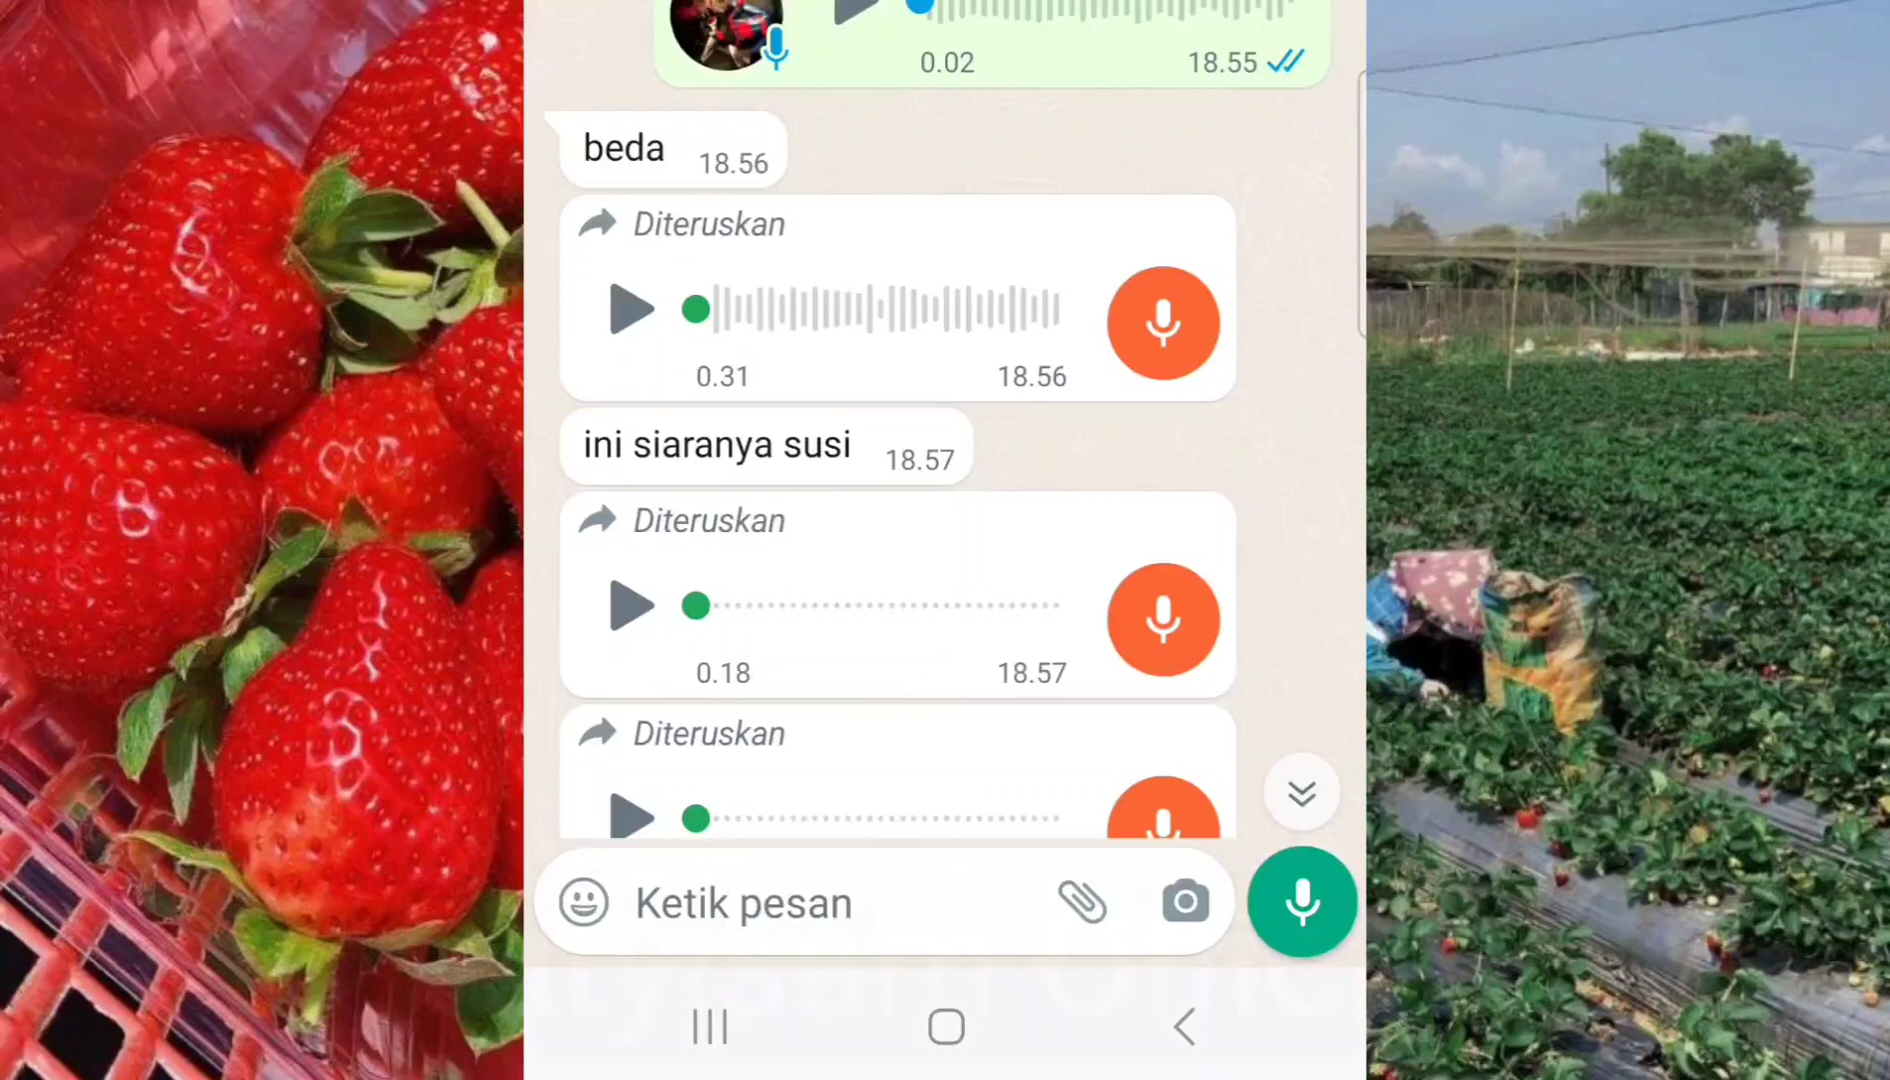 0.02 18.55
beda 18.56
Diteruskan
0.31 18.56
ini siaranya susi 18.57
Diteruskan
0.18 18.57
Diteruskan
Ketik pesan